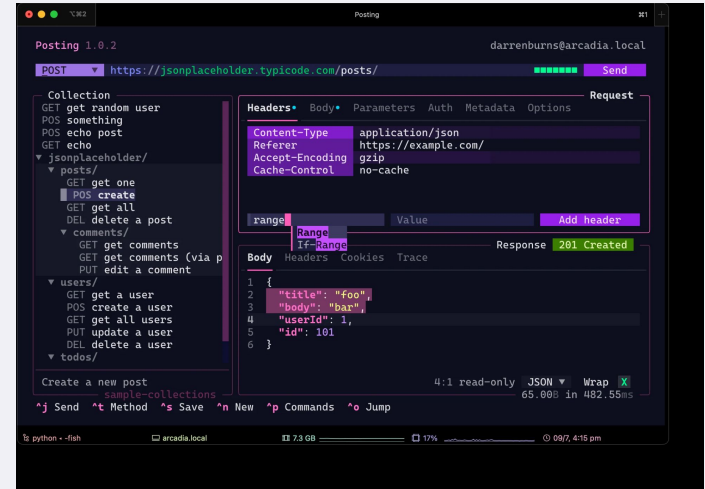 ⌥⌘2 Posting ⌘1 +
Posting 1.0.2 darrenburns@arcadia.local
POST ▼ https://jsonplaceholder.typicode.com/posts/ Send
Collection
GET get random user
POS something
POS echo post
GET echo
▼ jsonplaceholder/
▼ posts/
GET get one
POS create
GET get all
DEL delete a post
▼ comments/
GET get comments
GET get comments (via p
PUT edit a comment
▼ users/
GET get a user
POS create a user
GET get all users
PUT update a user
DEL delete a user
▼ todos/
Create a new post
sample-collections
Request
Headers• Body• Parameters Auth Metadata Options
Content-Type application/json
Referer https://example.com/
Accept-Encoding gzip
Cache-Control no-cache
range Value Add header
Range
If-Range
Response 201 Created
Body Headers Cookies Trace
1 {
2 "title": "foo",
3 "body": "bar",
4 "userId": 1,
5 "id": 101
6 }
4:1 read-only JSON ▼ Wrap X
65.00B in 482.55ms
^j Send ^t Method ^s Save ^n New ^p Commands ^o Jump
python ◂ -fish arcadia.local 7.3 GB 17% 09/7, 4:15 pm